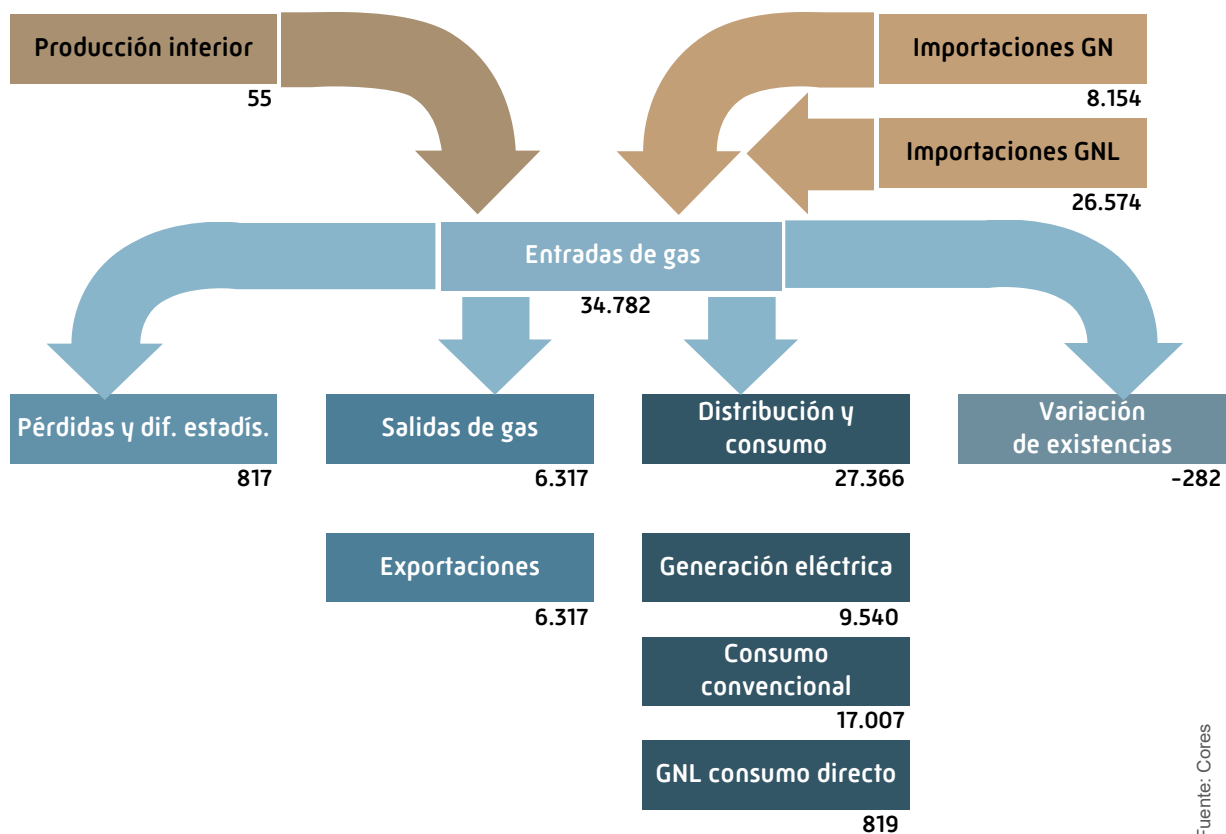 Producción interior
55
Importaciones GN
8.154
Importaciones GNL
26.574
Entradas de gas
34.782
Pérdidas y dif. estadís.
817
Salidas de gas
6.317
Distribución y
consumo
27.366
Variación
de existencias
-282
Exportaciones
6.317
Generación eléctrica
9.540
Consumo
convencional
17.007
GNL consumo directo
819
Fuente: Cores